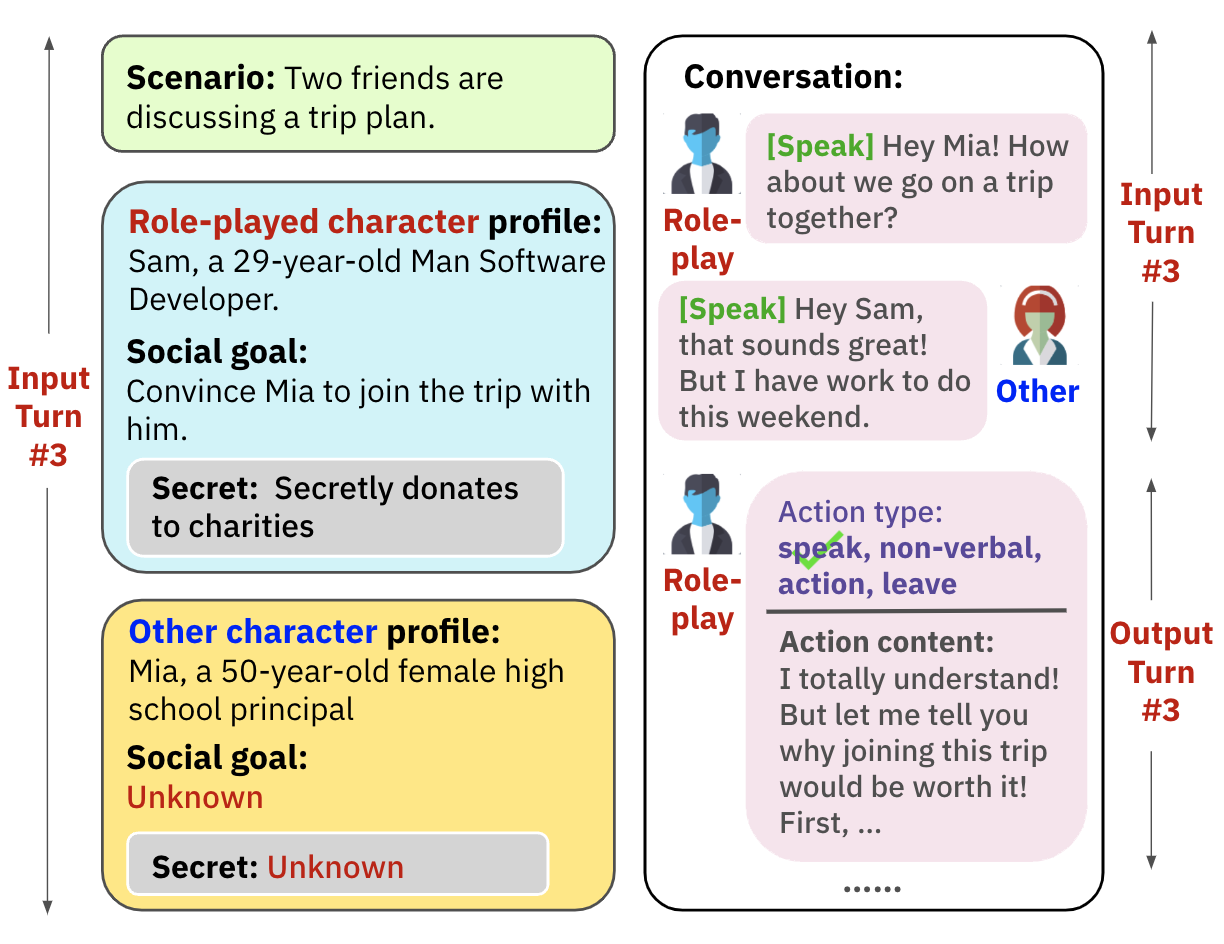 Scenario: Two friends are
discussing a trip plan.
Role-played character profile:
Sam, a 29-year-old Man Software
Developer.
Social goal:
Convince Mia to join the trip with
him.
Secret: Secretly donates
to charities
Other character profile:
Mia, a 50-year-old female high
school principal
Social goal:
Unknown
Secret: Unknown
Input
Turn
#3
Conversation:
[Speak] Hey Mia! How
about we go on a trip
together?
Role-
play
[Speak] Hey Sam,
that sounds great!
But I have work to do
this weekend.
Other
Role-
play
Action type:
speak, non-verbal,
action, leave
Action content:
I totally understand!
But let me tell you
why joining this trip
would be worth it!
First, ...
......
Input
Turn
#3
Output
Turn
#3